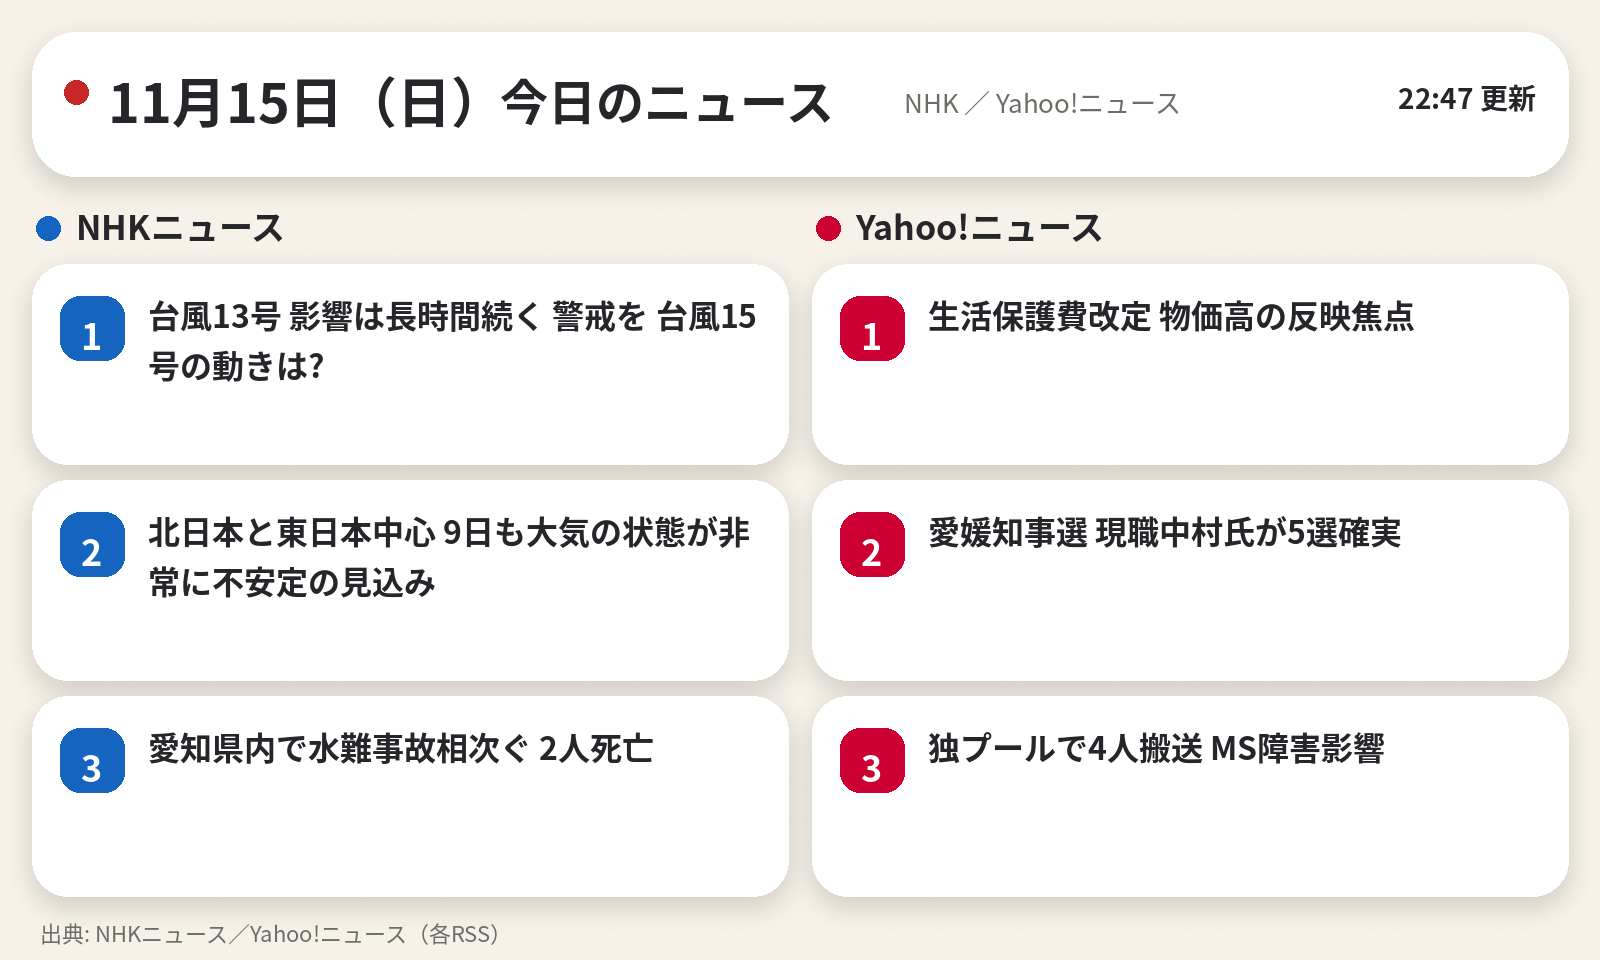 11月15日（日）今日のニュース
NHK ／ Yahoo!ニュース
22:47 更新
NHKニュース
1
台風13号 影響は長時間続く 警戒を 台風15
号の動きは?
2
北日本と東日本中心 9日も大気の状態が非
常に不安定の見込み
3
愛知県内で水難事故相次ぐ 2人死亡
Yahoo!ニュース
1
生活保護費改定 物価高の反映焦点
2
愛媛知事選 現職中村氏が5選確実
3
独プールで4人搬送 MS障害影響
出典: NHKニュース／Yahoo!ニュース（各RSS）